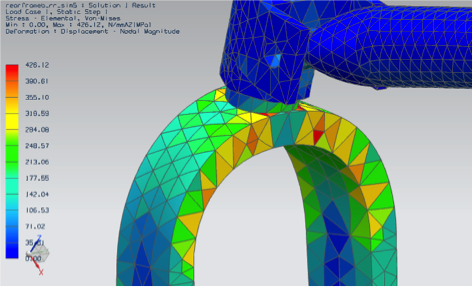 rearframe_rr.sim5 : Solution 1 Result
Load Case 1, Static Step 1
Stress - Elemental, Von-Mises
Min : 0.00, Max : 426.12, N/mm^2(MPa)
Deformation : Displacement - Nodal Magnitude
426.12
390.61
355.10
319.59
284.08
248.57
213.06
177.55
142.04
106.53
71.02
35.51
0.00
Z
X